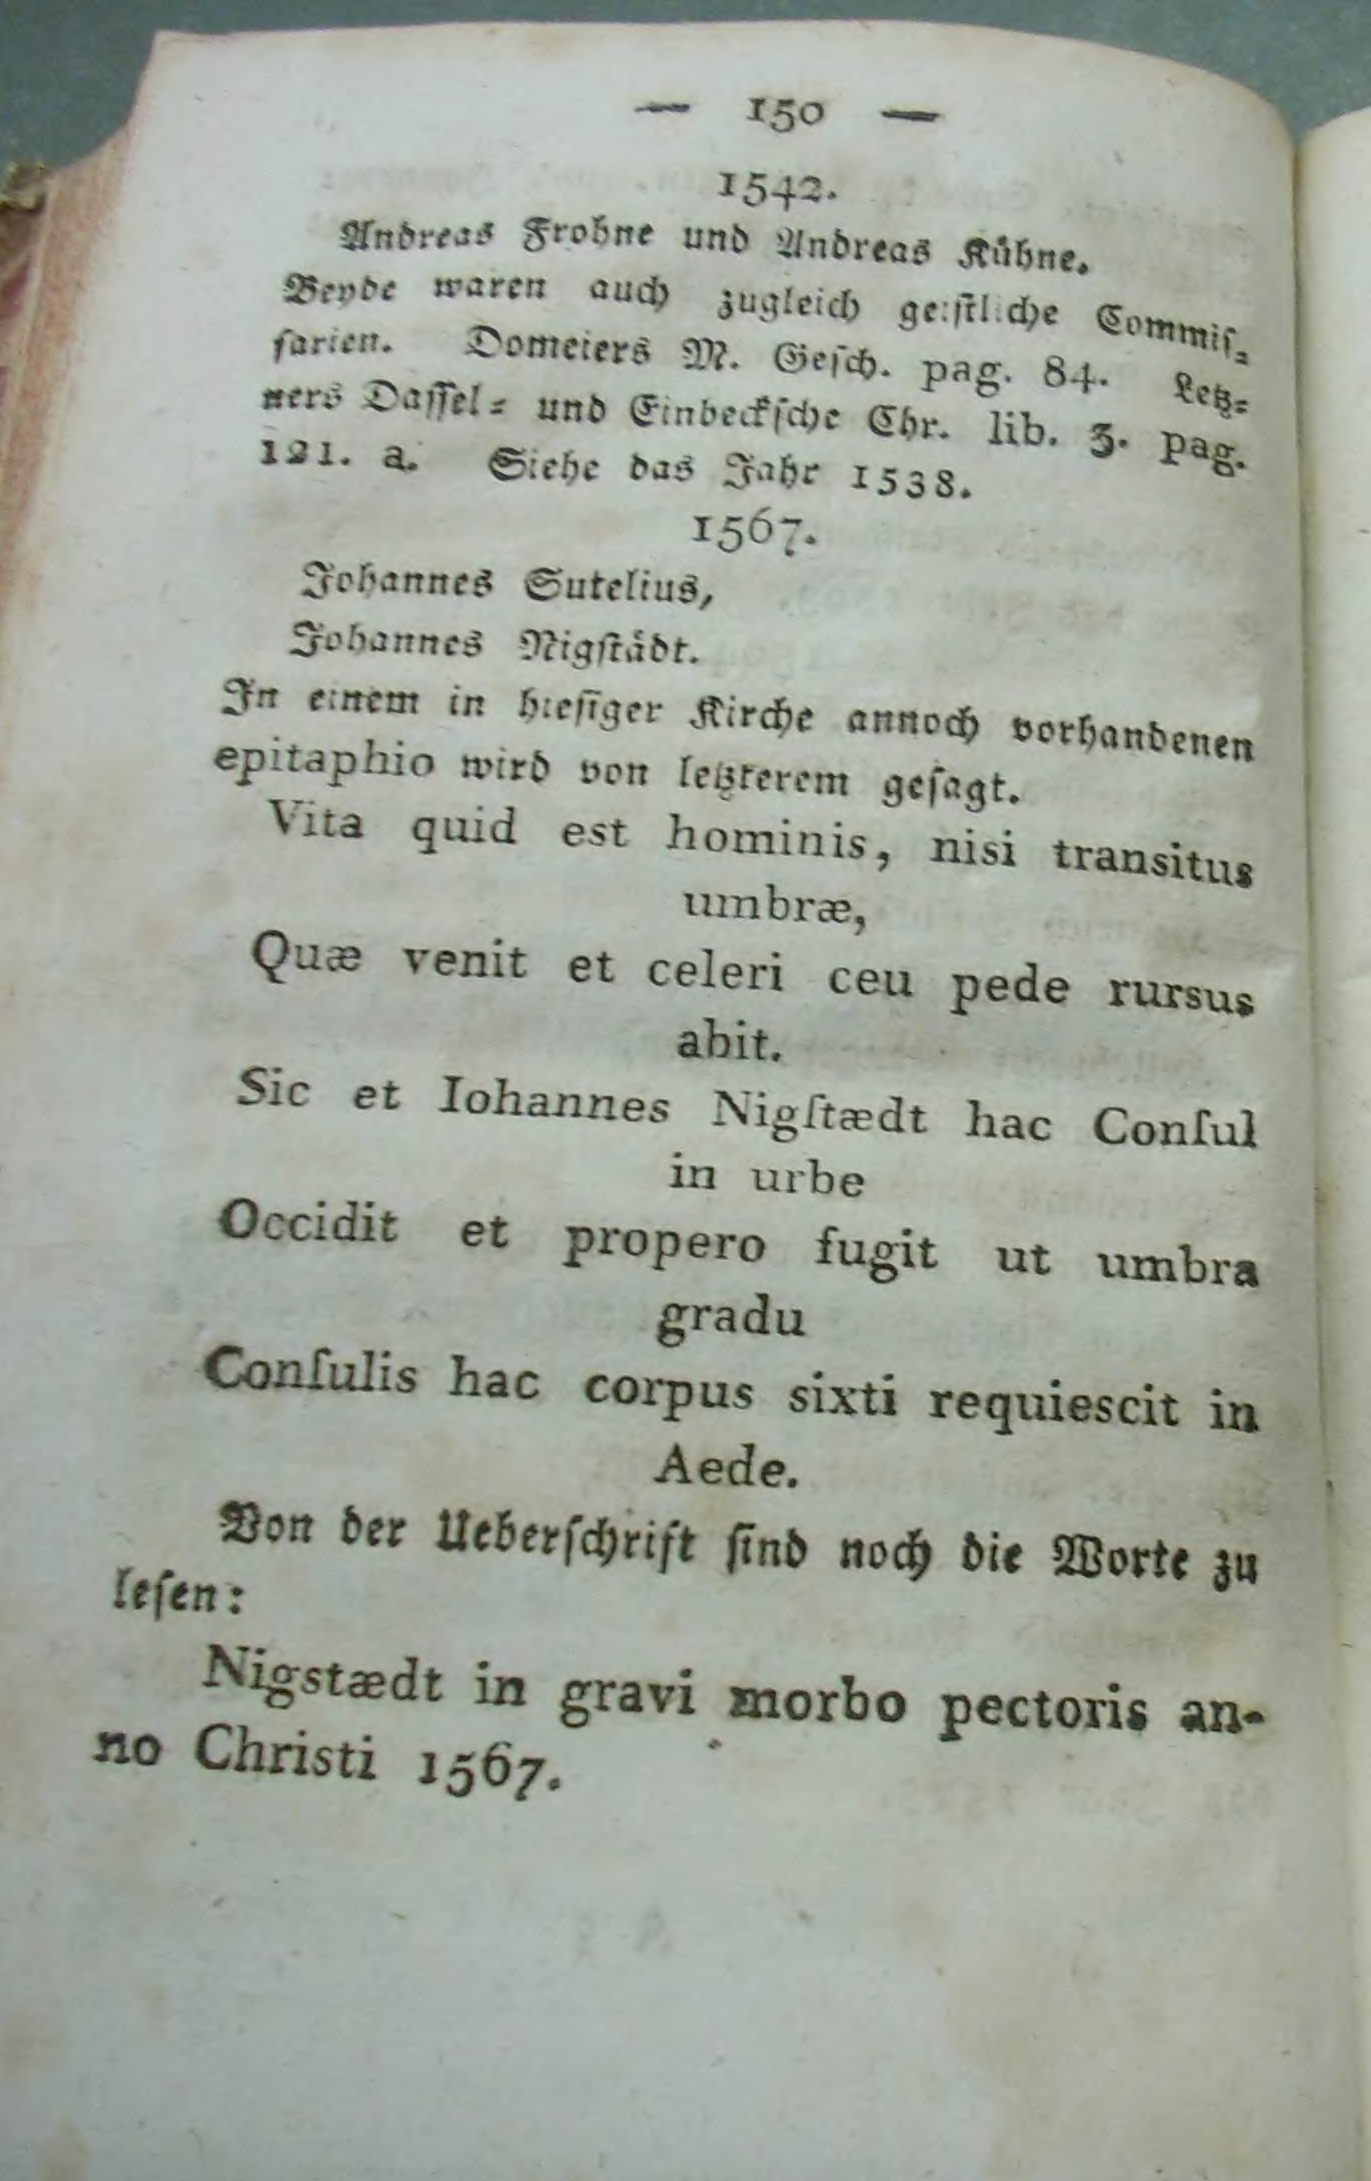 — 150 —
1542.
Andreas Frohne und Andreas Kühne.
Beyde waren auch zugleich geiſtliche Commiſ-
ſarien. Domeiers M. Geſch. pag. 84. Letz-
ners Daſſel- und Einbeckſche Chr. lib. 3. pag.
121. a. Siehe das Jahr 1538.
1567.
Johannes Sutelius,
Johannes Nigſtädt.
In einem in hieſiger Kirche annoch vorhandenen
epitaphio wird von letzterem geſagt.
Vita quid est hominis, nisi transitus
umbræ,
Quæ venit et celeri ceu pede rursus
abit.
Sic et Iohannes Nigſtædt hac Conſul
in urbe
Occidit et propero fugit ut umbra
gradu
Conſulis hac corpus sixti requiescit in
Aede.
Von der Ueberſchrift ſind noch die Worte zu
leſen:
Nigstædt in gravi morbo pectoris an-
no Christi 1567.